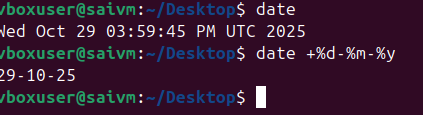 vboxuser@saivm:~/Desktop$ date
Wed Oct 29 03:59:45 PM UTC 2025
vboxuser@saivm:~/Desktop$ date +%d-%m-%y
29-10-25
vboxuser@saivm:~/Desktop$